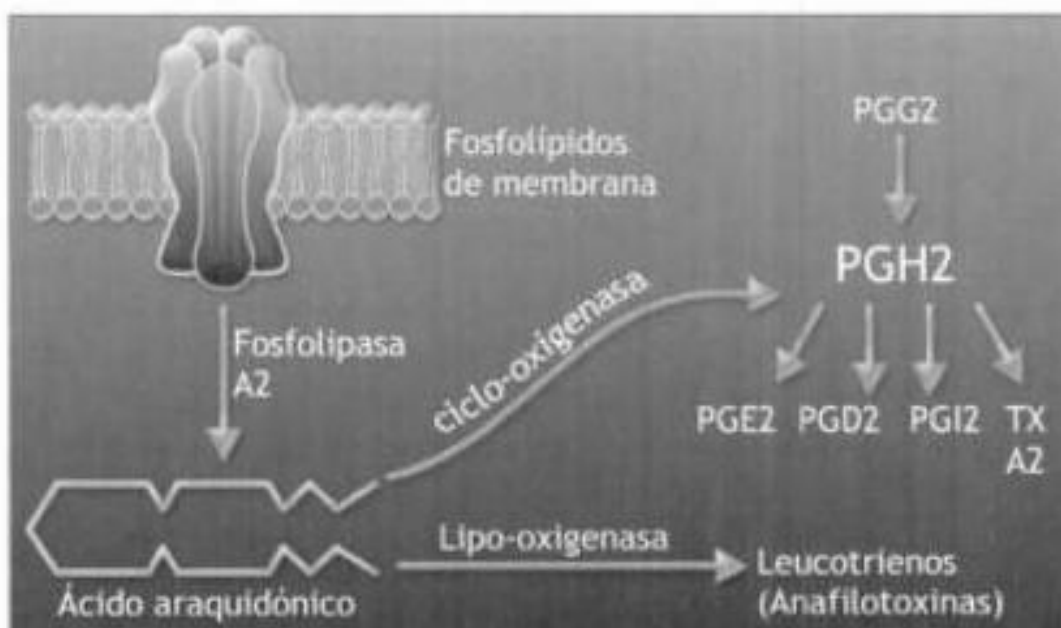 Fosfolípidos
de membrana
PGG2
PGH2
ciclo-oxigenasa
Fosfolipasa
A2
PGE2 PGD2 PGI2 TX
A2
Lipo-oxigenasa
Leucotrienos
(Anafilotoxinas)
Ácido araquidónico